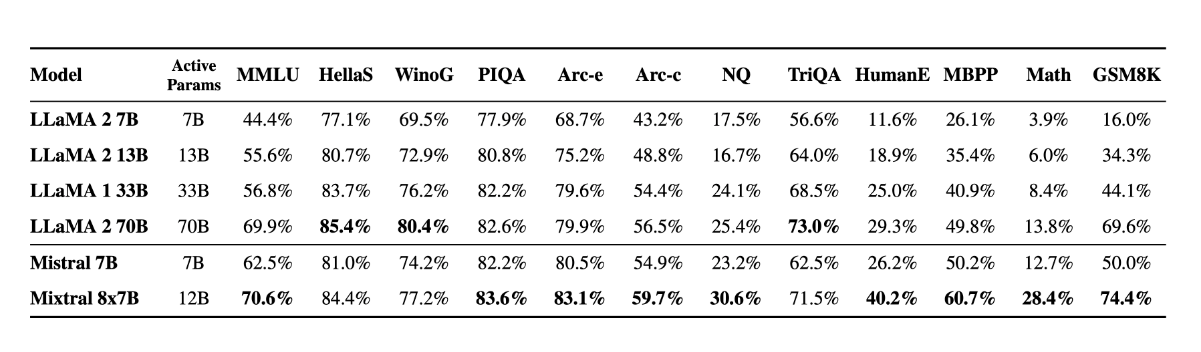 Model Active Params MMLU HellaS WinoG PIQA Arc-e Arc-c NQ TriQA HumanE MBPP Math GSM8K
LLaMA 2 7B 7B 44.4% 77.1% 69.5% 77.9% 68.7% 43.2% 17.5% 56.6% 11.6% 26.1% 3.9% 16.0%
LLaMA 2 13B 13B 55.6% 80.7% 72.9% 80.8% 75.2% 48.8% 16.7% 64.0% 18.9% 35.4% 6.0% 34.3%
LLaMA 1 33B 33B 56.8% 83.7% 76.2% 82.2% 79.6% 54.4% 24.1% 68.5% 25.0% 40.9% 8.4% 44.1%
LLaMA 2 70B 70B 69.9% 85.4% 80.4% 82.6% 79.9% 56.5% 25.4% 73.0% 29.3% 49.8% 13.8% 69.6%
Mistral 7B 7B 62.5% 81.0% 74.2% 82.2% 80.5% 54.9% 23.2% 62.5% 26.2% 50.2% 12.7% 50.0%
Mixtral 8x7B 12B 70.6% 84.4% 77.2% 83.6% 83.1% 59.7% 30.6% 71.5% 40.2% 60.7% 28.4% 74.4%